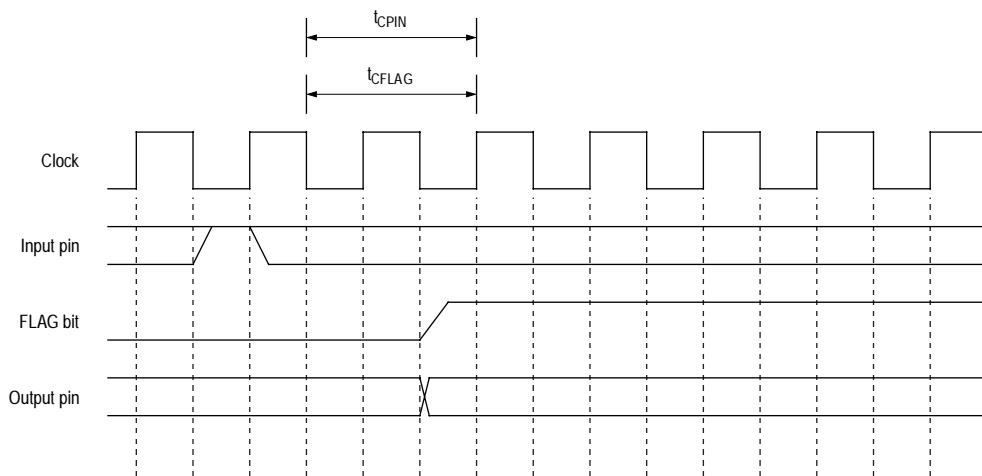 tCPIN
tCFLAG
Clock
Input pin
FLAG bit
Output pin